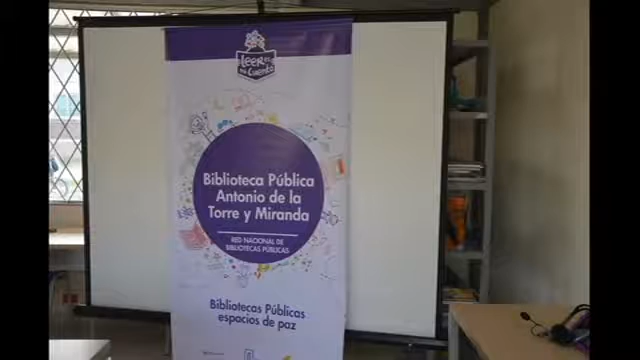 Leer es
mi Cuento
Biblioteca Pública
Antonio de la
Torre y Miranda
RED NACIONAL DE
BIBLIOTECAS PÚBLICAS
Bibliotecas Públicas
espacios de paz